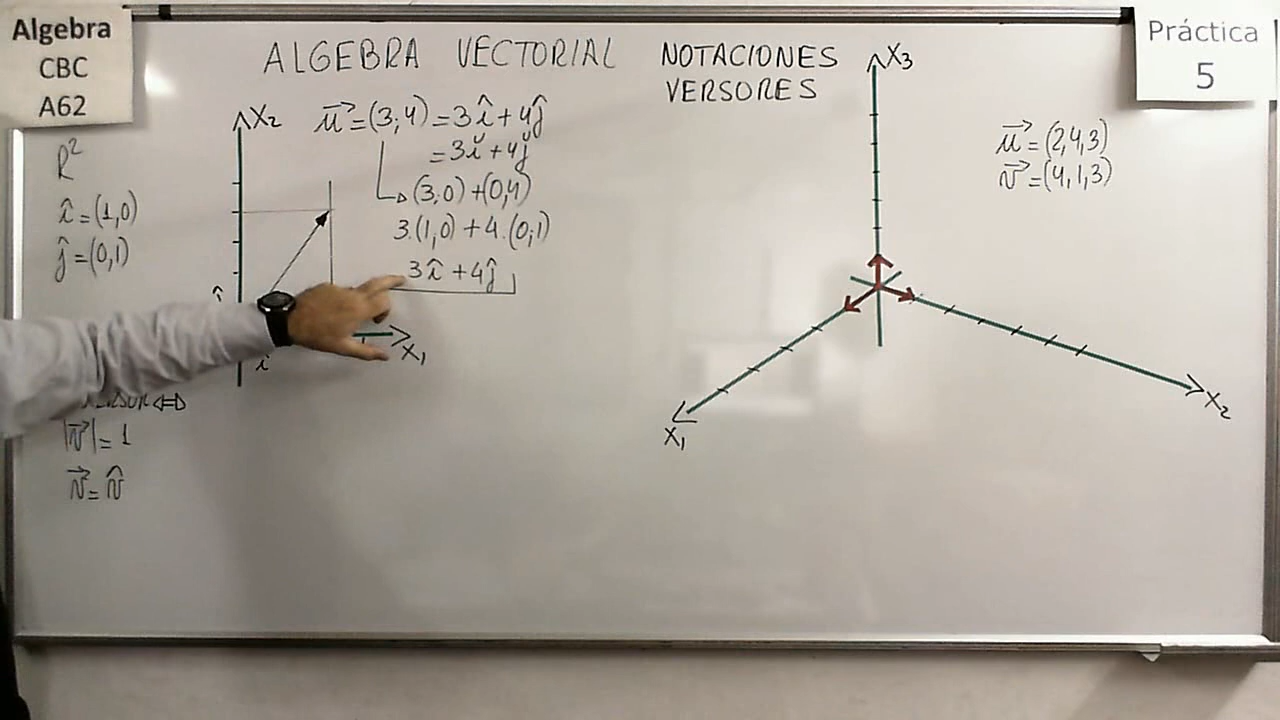 Algebra
CBC
A62
Práctica
5
ALGEBRA VECTORIAL
NOTACIONES
VERSORES
R²
î=(1,0)
ĵ=(0,1)
X₂
u⃗=(3;4)=3î+4ĵ
=3ǐ+4ǰ
(3;0)+(0,4)
3.(1,0)+4.(0;1)
3î+4ĵ
X₁
|v⃗|=1
v⃗=v̂
X₃
X₁
X₂
u⃗=(2,4,3)
v⃗=(4,1,3)